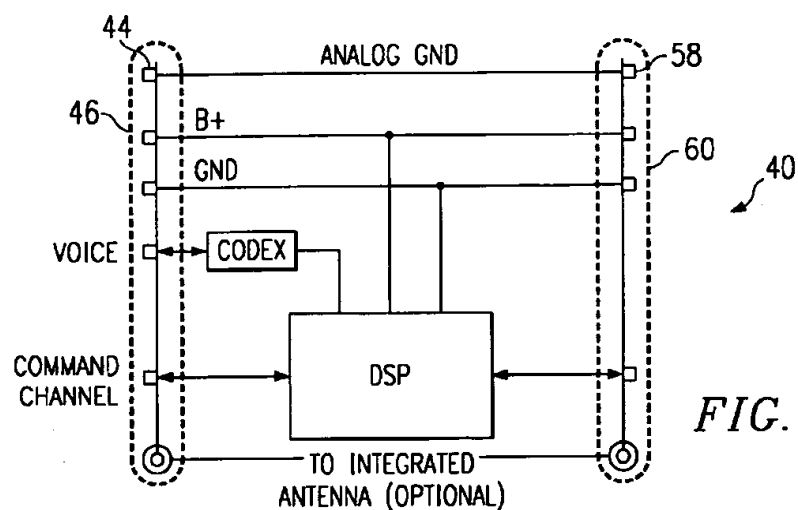 44
ANALOG GND
58
46
B+
60
GND
40
VOICE
CODEX
COMMAND
CHANNEL
DSP
FIG.
TO INTEGRATED
ANTENNA (OPTIONAL)